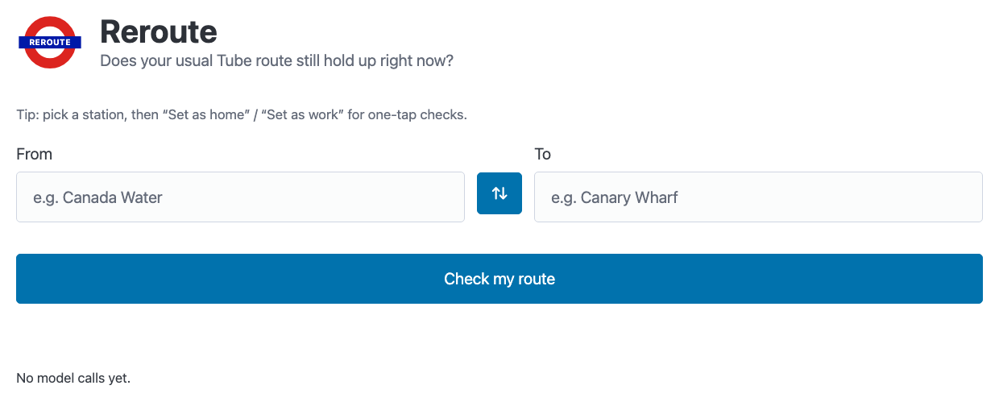 REROUTE
Reroute
Does your usual Tube route still hold up right now?
Tip: pick a station, then “Set as home” / “Set as work” for one-tap checks.
From
To
e.g. Canada Water
e.g. Canary Wharf
Check my route
No model calls yet.